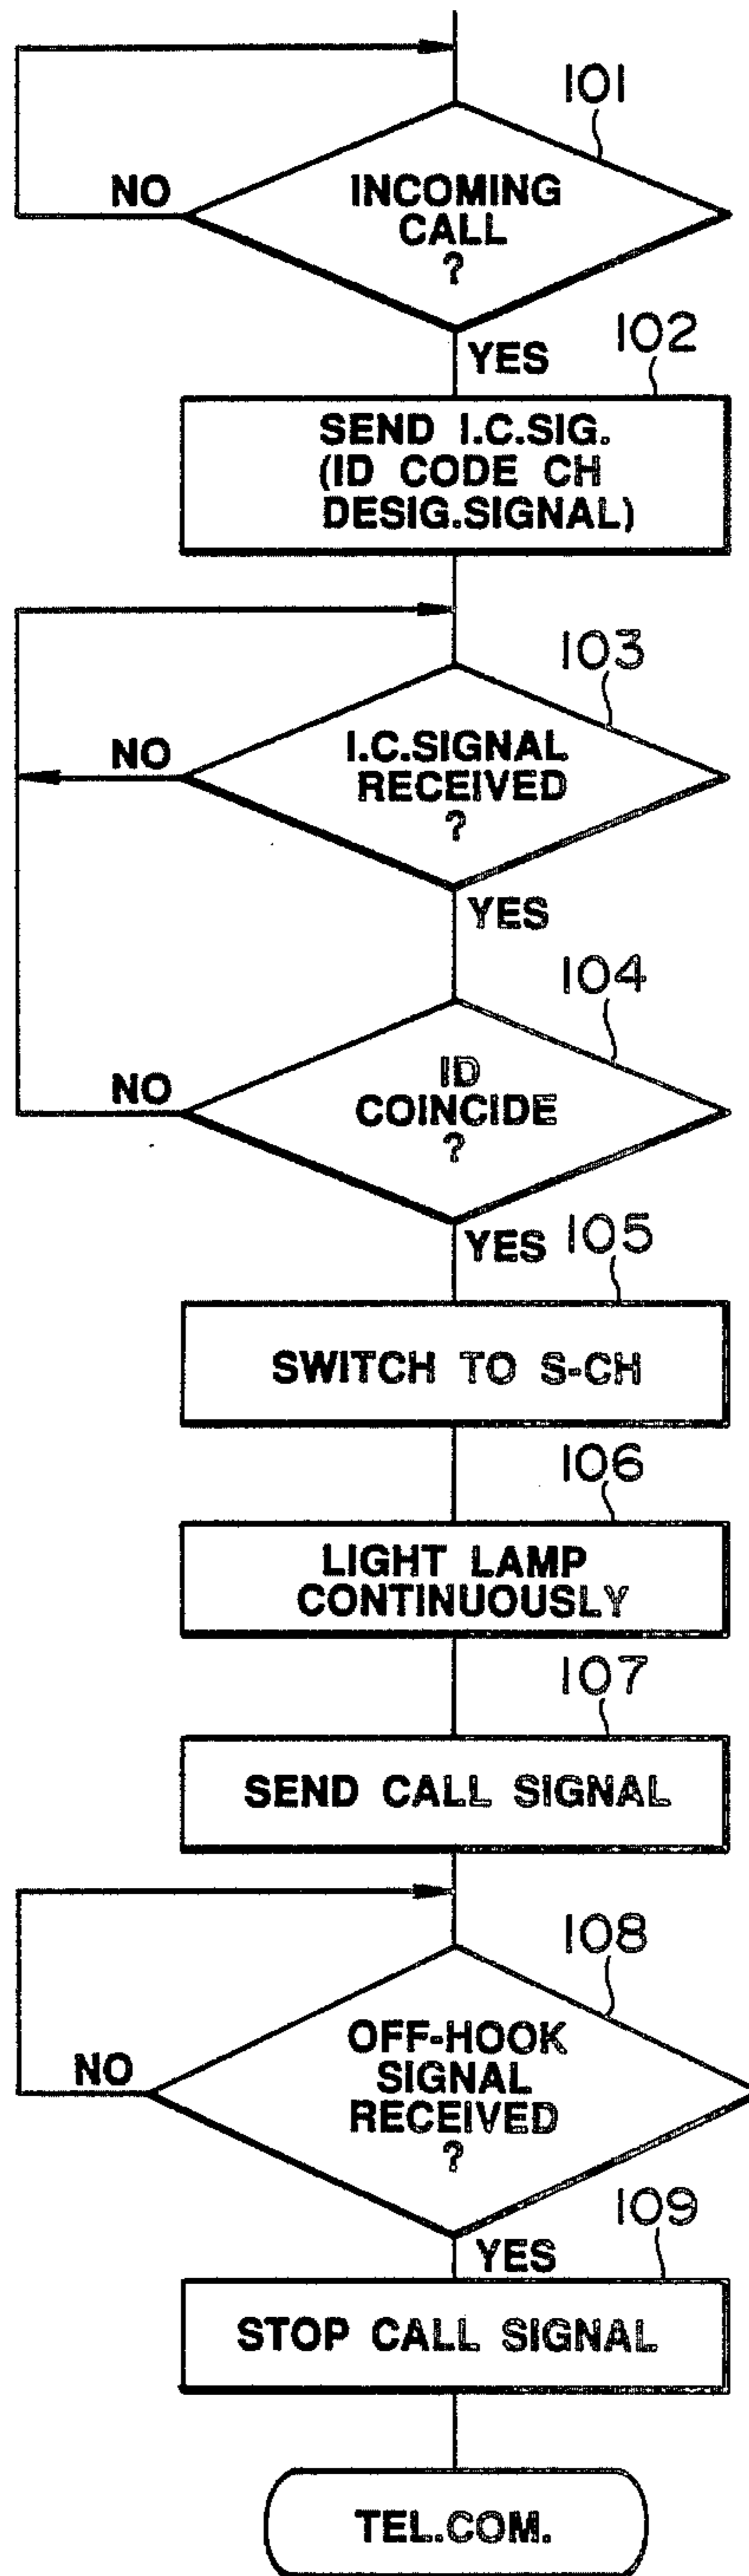 101
INCOMING
CALL
?
NO
YES
102
SEND I.C.SIG.
(ID CODE CH
DESIG.SIGNAL)
103
I.C.SIGNAL
RECEIVED
?
NO
YES
104
ID
COINCIDE
?
NO
YES
105
SWITCH TO S-CH
106
LIGHT LAMP
CONTINUOUSLY
107
SEND CALL SIGNAL
108
OFF-HOOK
SIGNAL
RECEIVED
?
NO
YES
109
STOP CALL SIGNAL
TEL.COM.